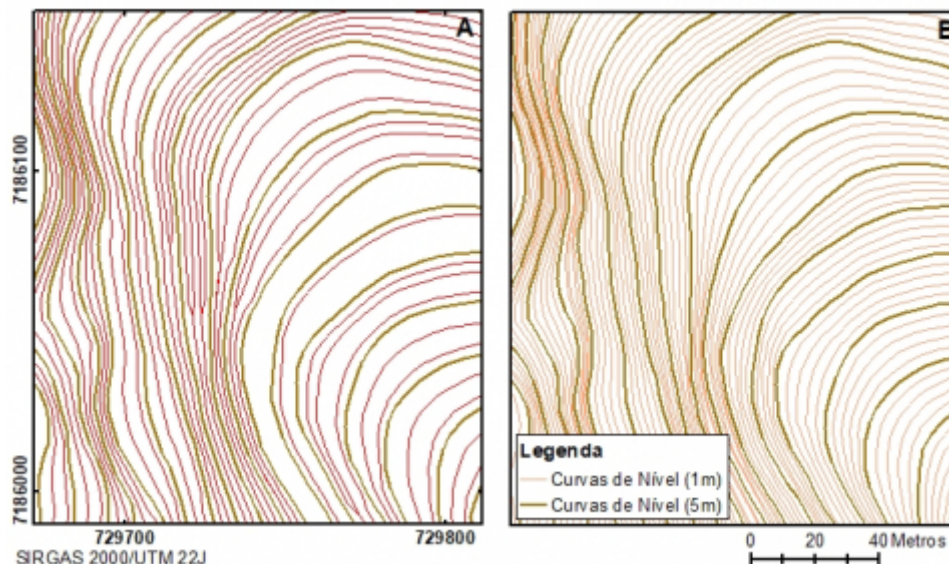 A
B
7186100
7186000
729700
729800
SIRGAS 2000/UTM 22J
Legenda
Curvas de Nível (1m)
Curvas de Nível (5m)
0 20 40 Metros